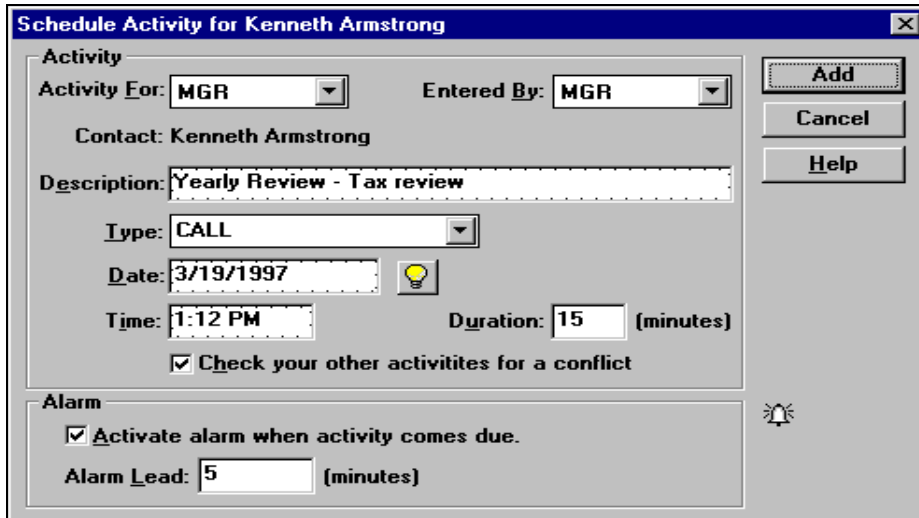 Schedule Activity for Kenneth Armstrong
Activity
Activity For: MGR Entered By: MGR
Contact: Kenneth Armstrong
Description: Yearly Review - Tax review
Type: CALL
Date: 3/19/1997
Time: 1:12 PM Duration: 15 (minutes)
Check your other activitites for a conflict
Alarm
Activate alarm when activity comes due.
Alarm Lead: 5 (minutes)
Add
Cancel
Help